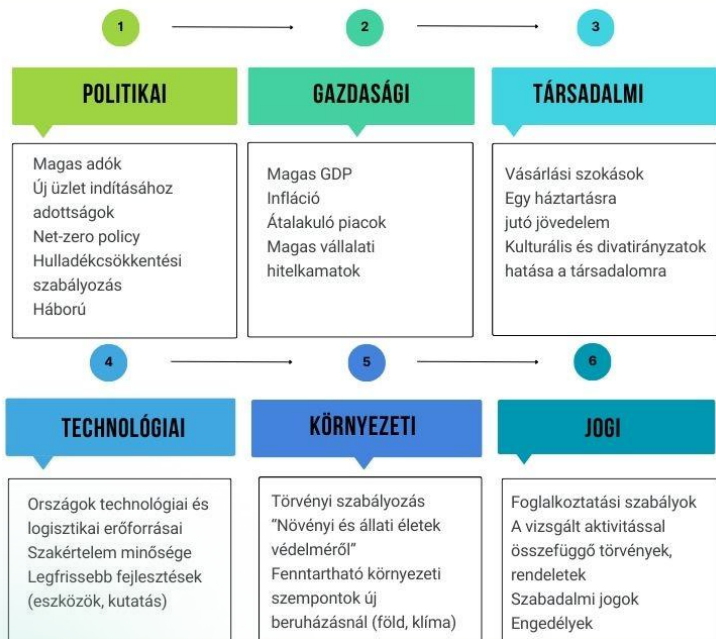 1
2
3
POLITIKAI
GAZDASÁGI
TÁRSADALMI
Magas adók
Új üzlet indításához
adottságok
Net-zero policy
Hulladékcsökkentési
szabályozás
Háború
Magas GDP
Infláció
Átalakuló piacok
Magas vállalati
hitelkamatok
Vásárlási szokások
Egy háztartásra
jutó jövedelem
Kulturális és divatirányzatok
hatása a társadalomra
4
5
6
TECHNOLÓGIAI
KÖRNYEZETI
JOGI
Országok technológiai és
logisztikai erőforrásai
Szakértelem minősége
Legfrissebb fejlesztések
(eszközök, kutatás)
Törvényi szabályozás
“Növényi és állati életek
védelméről”
Fenntartható környezeti
szempontok új
beruházásnál (föld, klíma)
Foglalkoztatási szabályok
A vizsgált aktivitással
összefüggő törvények,
rendeletek
Szabadalmi jogok
Engedélyek